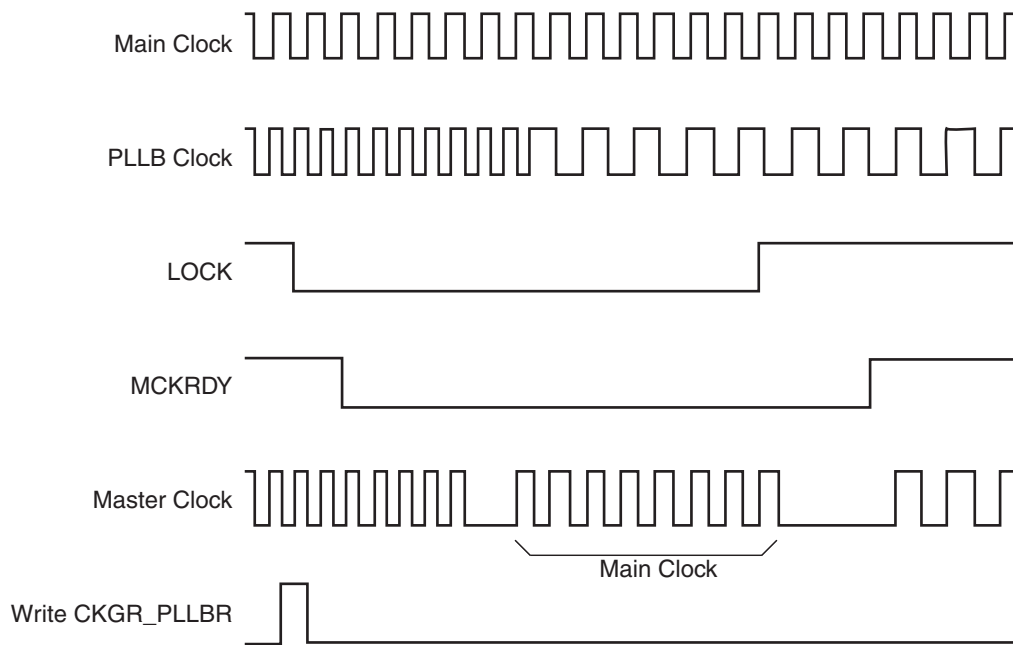 Main Clock
PLLB Clock
LOCK
MCKRDY
Master Clock
Main Clock
Write CKGR_PLLBR